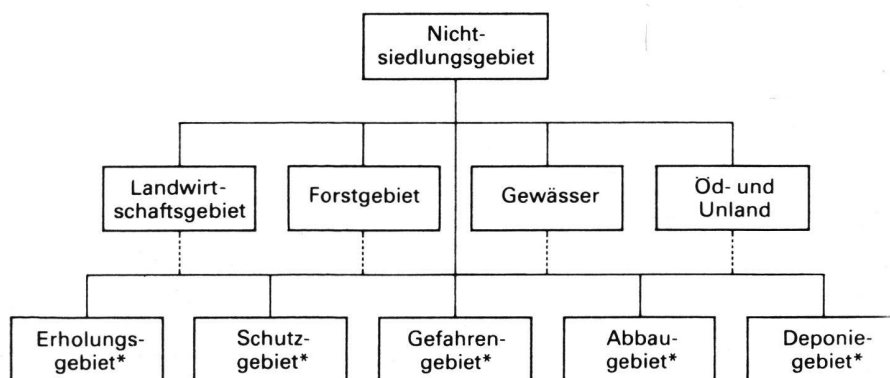 Nicht-
siedlungsgebiet
Landwirt-
schaftsgebiet
Forstgebiet
Gewässer
Öd- und
Unland
Erholungs-
gebiet*
Schutz-
gebiet*
Gefahren-
gebiet*
Abbau-
gebiet*
Deponie-
gebiet*